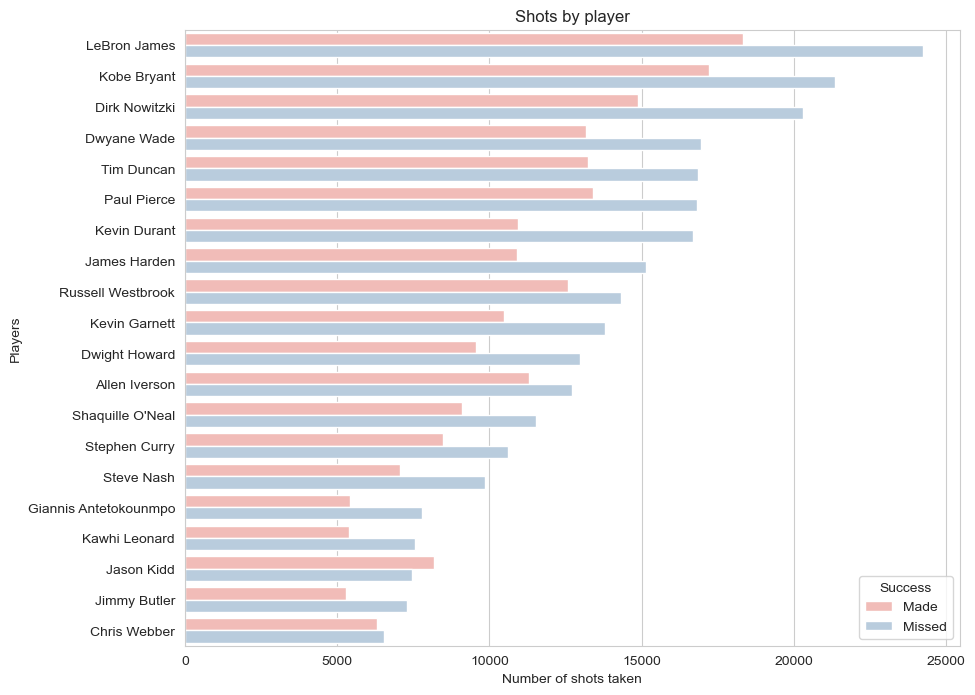 Shots by player
Players
LeBron James
Kobe Bryant
Dirk Nowitzki
Dwyane Wade
Tim Duncan
Paul Pierce
Kevin Durant
James Harden
Russell Westbrook
Kevin Garnett
Dwight Howard
Allen Iverson
Shaquille O'Neal
Stephen Curry
Steve Nash
Giannis Antetokounmpo
Kawhi Leonard
Jason Kidd
Jimmy Butler
Chris Webber
Success
Made
Missed
0 5000 10000 15000 20000 25000
Number of shots taken